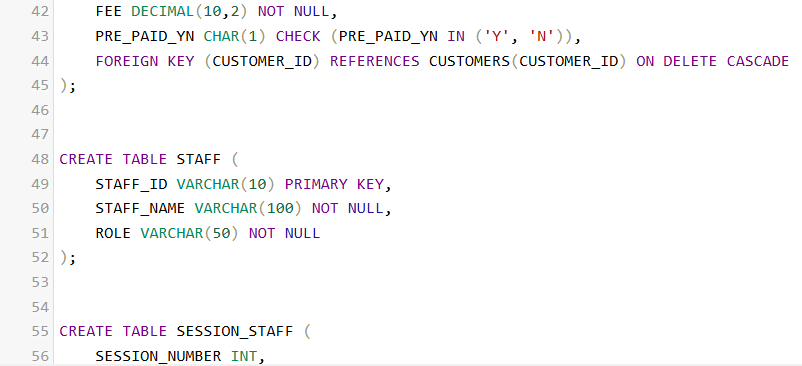 42 FEE DECIMAL(10,2) NOT NULL,
43 PRE_PAID_YN CHAR(1) CHECK (PRE_PAID_YN IN ('Y', 'N')),
44 FOREIGN KEY (CUSTOMER_ID) REFERENCES CUSTOMERS(CUSTOMER_ID) ON DELETE CASCADE
45 );
46
47
48 CREATE TABLE STAFF (
49 STAFF_ID VARCHAR(10) PRIMARY KEY,
50 STAFF_NAME VARCHAR(100) NOT NULL,
51 ROLE VARCHAR(50) NOT NULL
52 );
53
54
55 CREATE TABLE SESSION_STAFF (
56 SESSION_NUMBER INT,